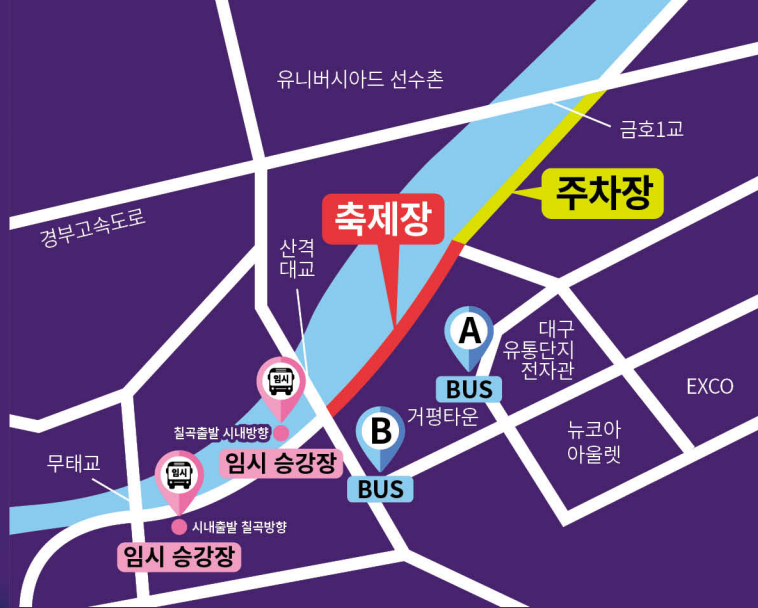 유니버시아드 선수촌
금호1교
주차장
축제장
경부고속도로
산격
대교
A
BUS
대구
유통단지
전자관
EXCO
임시
칠곡출발 시내방향
임시 승강장
B
BUS
거평타운
뉴코아
아울렛
무태교
임시
시내출발 칠곡방향
임시 승강장